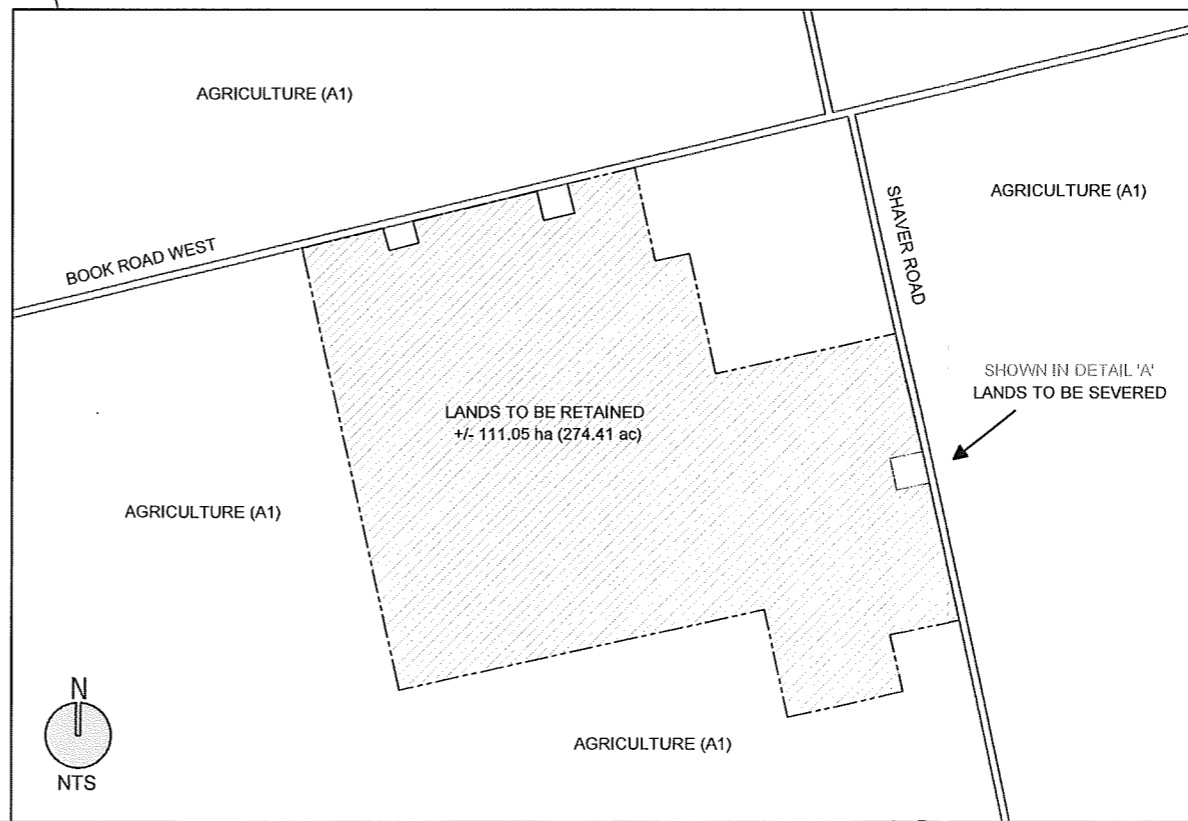 AGRICULTURE (A1)
AGRICULTURE (A1)
SHAVER ROAD
BOOK ROAD WEST
SHOWN IN DETAIL 'A'
LANDS TO BE SEVERED
LANDS TO BE RETAINED
+/- 111.05 ha (274.41 ac)
AGRICULTURE (A1)
N
NTS
AGRICULTURE (A1)